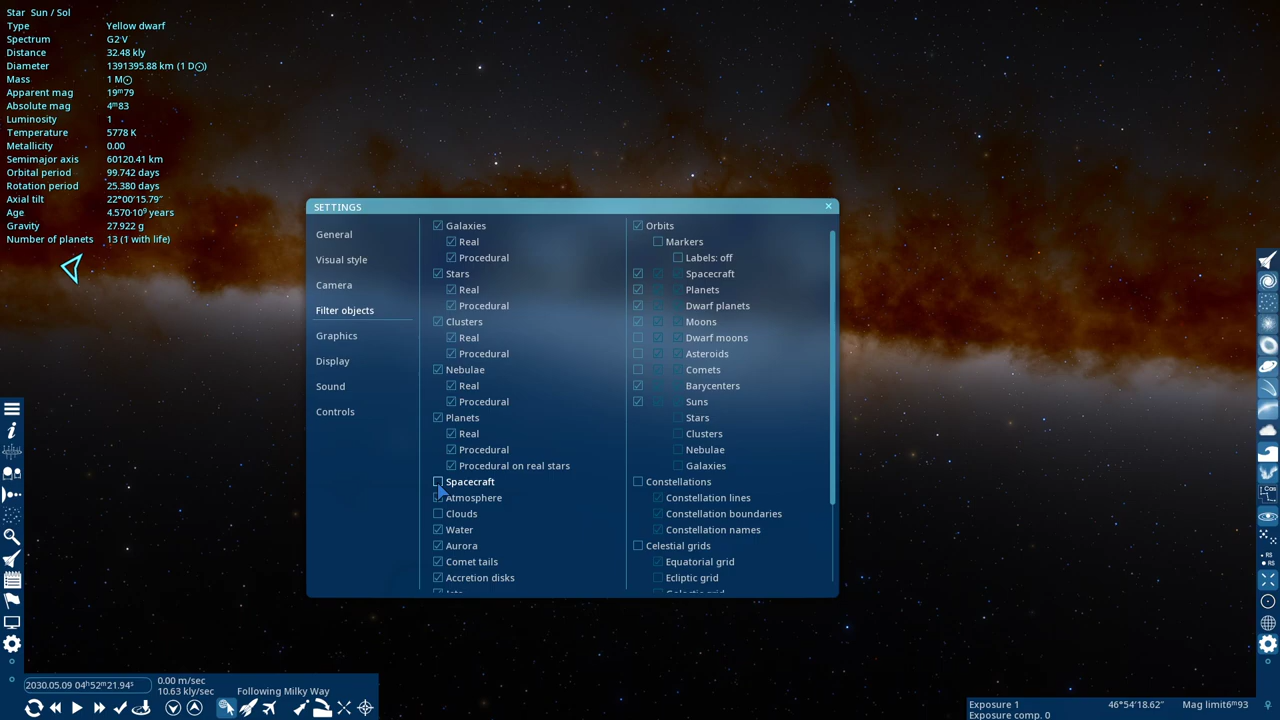 Star Sun / Sol
Type Yellow dwarf
Spectrum G2 V
Distance 32.48 kly
Diameter 1391395.88 km (1 D☉)
Mass 1 M☉
Apparent mag 19ᵐ79
Absolute mag 4ᵐ83
Luminosity 1
Temperature 5778 K
Metallicity 0.00
Semimajor axis 60120.41 km
Orbital period 99.742 days
Rotation period 25.380 days
Axial tilt 22°00'15.79"
Age 4.570·10⁹ years
Gravity 27.922 g
Number of planets 13 (1 with life)
SETTINGS
General
Visual style
Camera
Filter objects
Graphics
Display
Sound
Controls
Galaxies
Real
Procedural
Stars
Real
Procedural
Clusters
Real
Procedural
Nebulae
Real
Procedural
Planets
Real
Procedural
Procedural on real stars
Spacecraft
Atmosphere
Clouds
Water
Aurora
Comet tails
Accretion disks
Orbits
Markers
Labels: off
Spacecraft
Planets
Dwarf planets
Moons
Dwarf moons
Asteroids
Comets
Barycenters
Suns
Stars
Clusters
Nebulae
Galaxies
Constellations
Constellation lines
Constellation boundaries
Constellation names
Celestial grids
Equatorial grid
Ecliptic grid
RS
RS
2030.05.09 04ʰ52ᵐ21.94ˢ
0.00 m/sec
10.63 kly/sec Following Milky Way
Exposure 1 46°54'18.62" Mag limit6ᵐ93
Exposure comp. 0